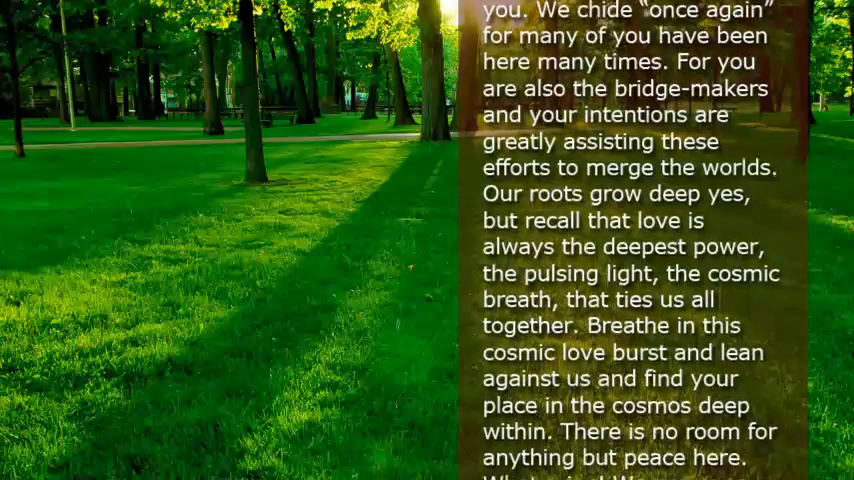 you. We chide “once again”
for many of you have been
here many times. For you
are also the bridge-makers
and your intentions are
greatly assisting these
efforts to merge the worlds.
Our roots grow deep yes,
but recall that love is
always the deepest power,
the pulsing light, the cosmic
breath, that ties us all
together. Breathe in this
cosmic love burst and lean
against us and find your
place in the cosmos deep
within. There is no room for
anything but peace here.